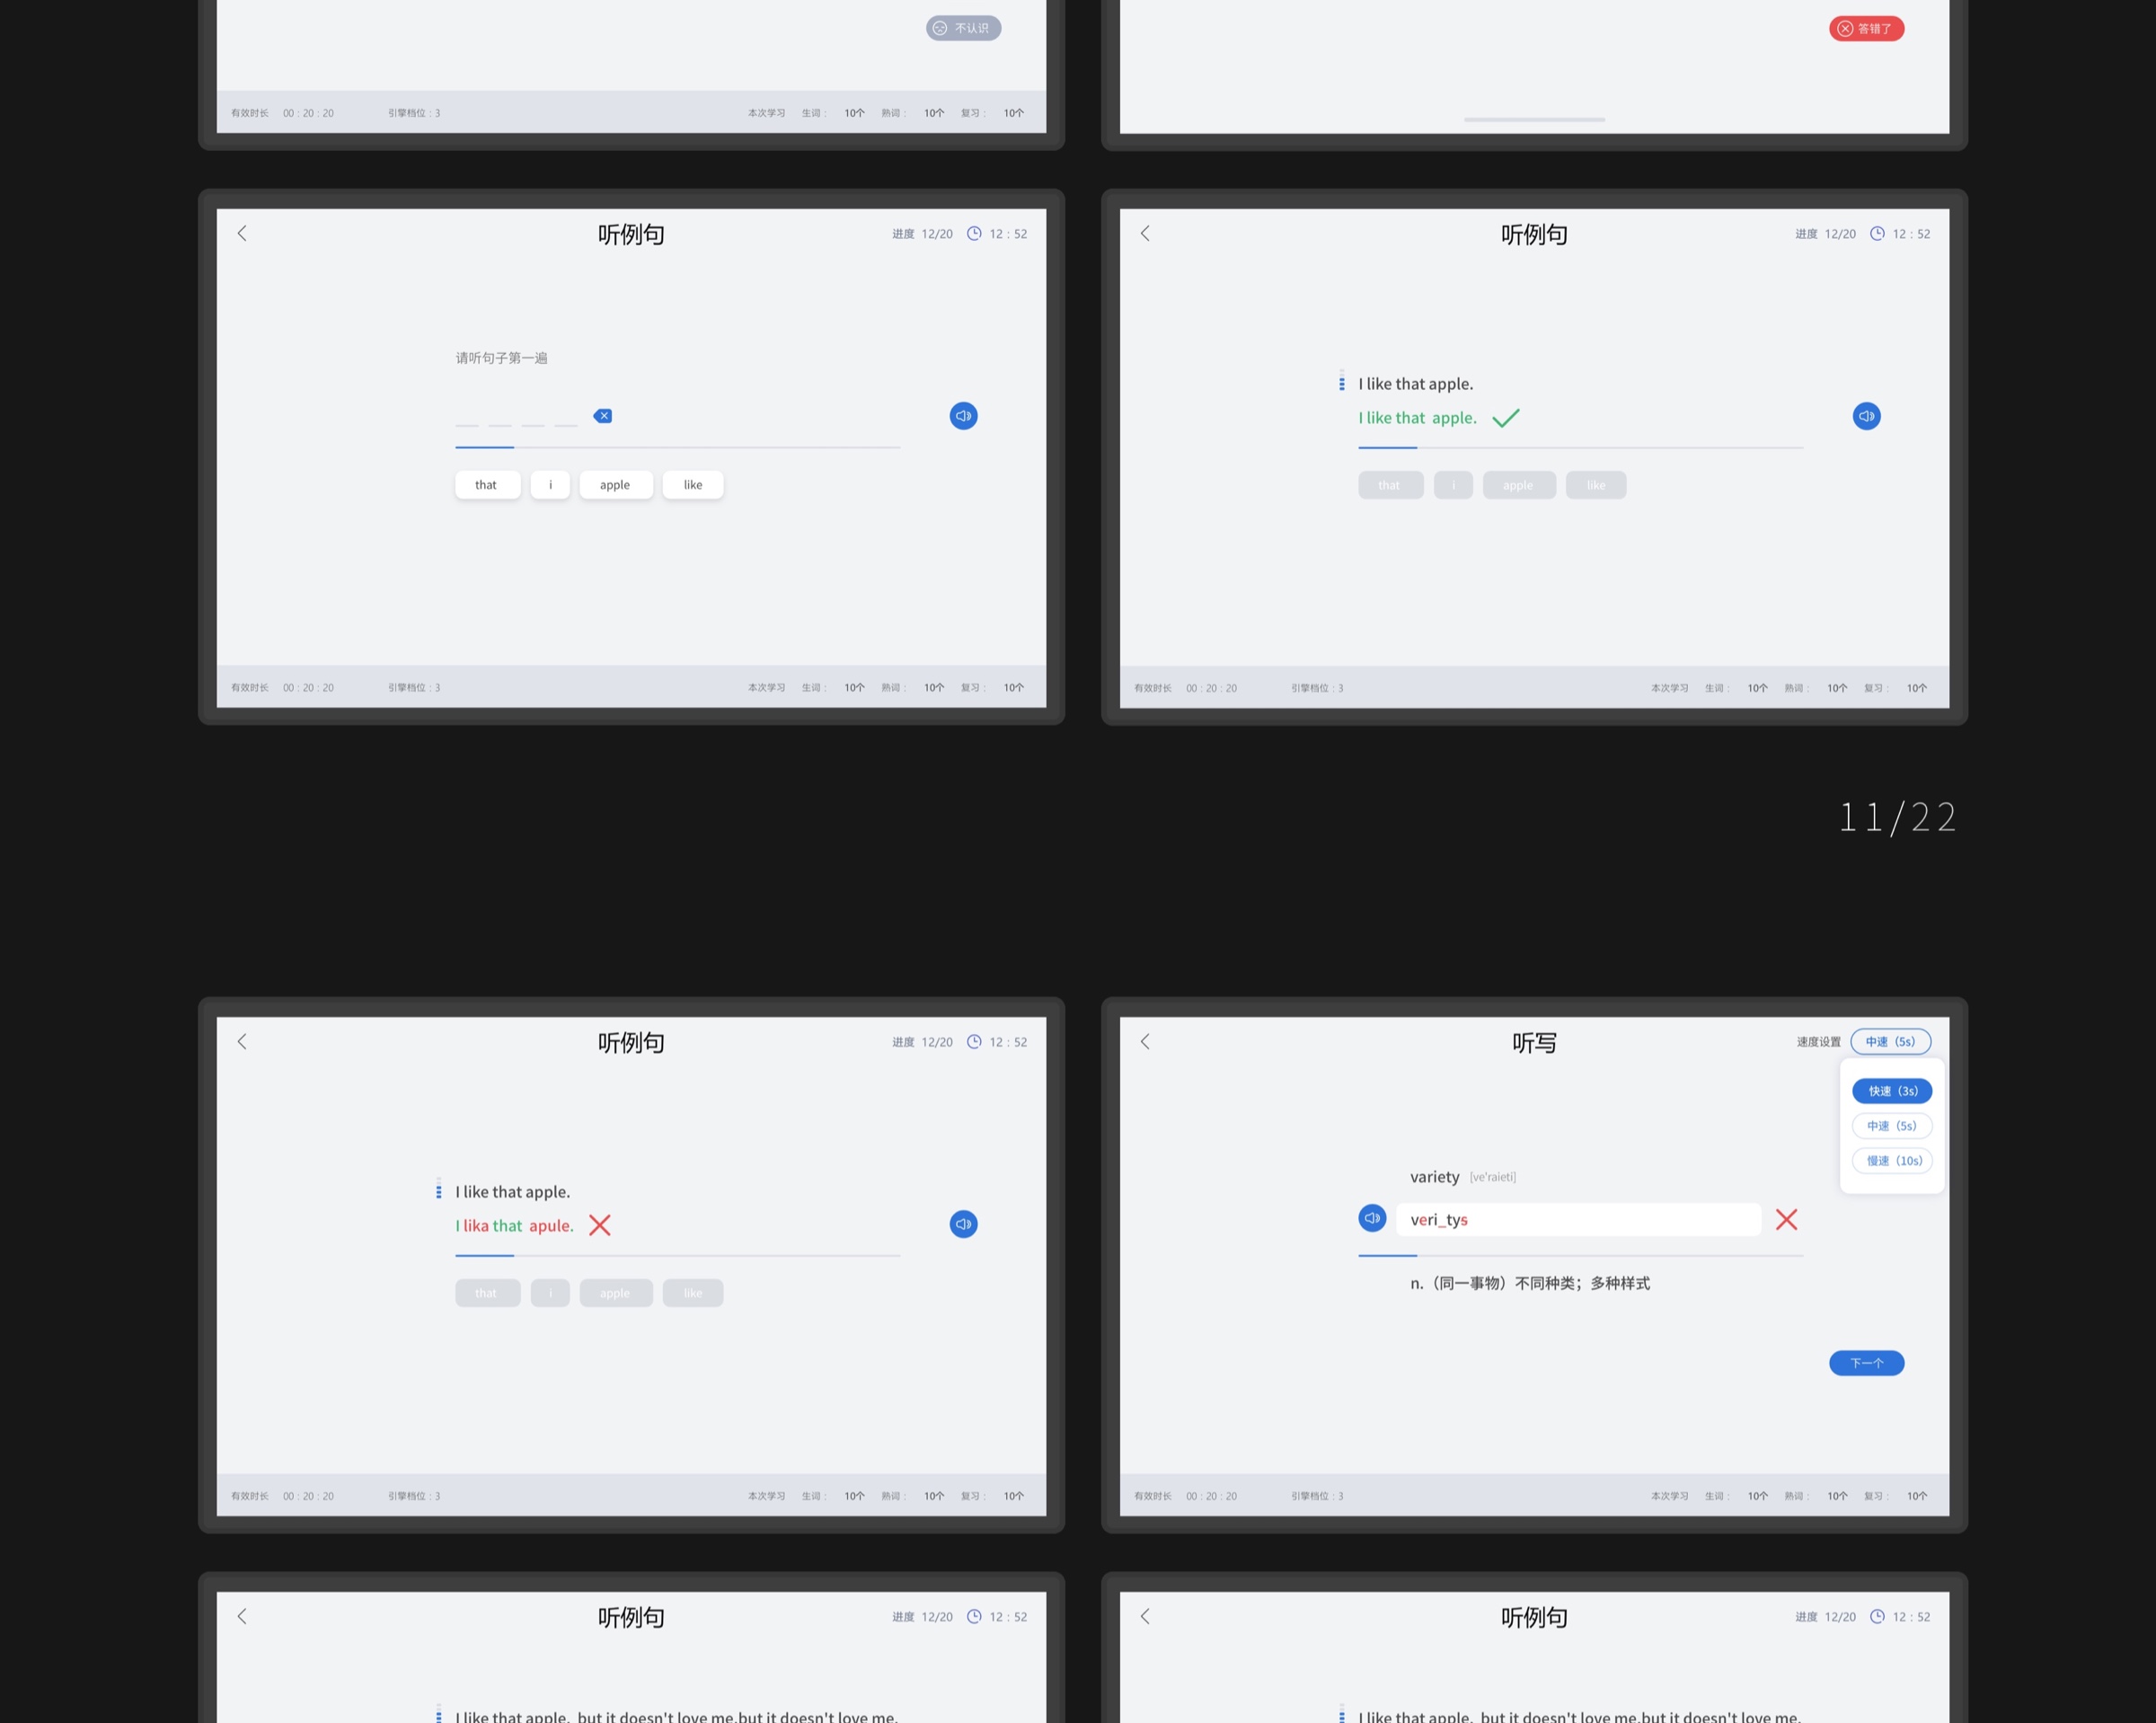 不认识
有效时长 00 : 20 : 20 引擎档位 : 3 本次学习 生词 : 10个 熟词 : 10个 复习 : 10个
答错了
听例句
进度 12/20 12 : 52
请听句子第一遍
that i apple like
有效时长 00 : 20 : 20 引擎档位 : 3 本次学习 生词 : 10个 熟词 : 10个 复习 : 10个
听例句
进度 12/20 12 : 52
I like that apple.
I like that apple.
that i apple like
有效时长 00 : 20 : 20 引擎档位 : 3 本次学习 生词 : 10个 熟词 : 10个 复习 : 10个
11/22
听例句
进度 12/20 12 : 52
I like that apple.
I lika that apule.
that i apple like
有效时长 00 : 20 : 20 引擎档位 : 3 本次学习 生词 : 10个 熟词 : 10个 复习 : 10个
听写
速度设置 中速（5s）
快速（3s）
中速（5s）
慢速（10s）
variety [ve'raieti]
veri_tys
n.（同一事物）不同种类；多种样式
下一个
有效时长 00 : 20 : 20 引擎档位 : 3 本次学习 生词 : 10个 熟词 : 10个 复习 : 10个
听例句
进度 12/20 12 : 52
I like that apple, but it doesn't love me,but it doesn't love me,
听例句
进度 12/20 12 : 52
I like that apple, but it doesn't love me,but it doesn't love me,